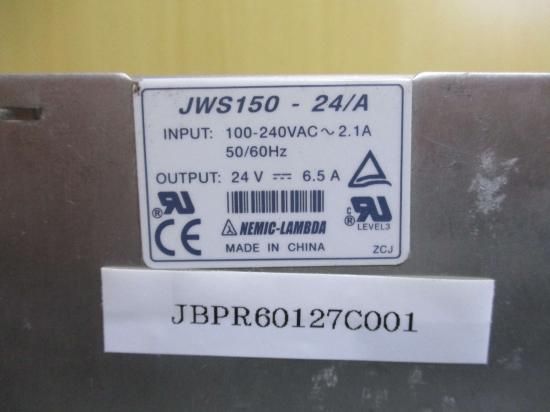 JWS150 - 24/A
INPUT: 100-240VAC ~ 2.1A
50/60Hz
OUTPUT: 24 V ⎓ 6.5 A
NEMIC-LAMBDA
LEVEL3
MADE IN CHINA
ZCJ
JBPR60127C001